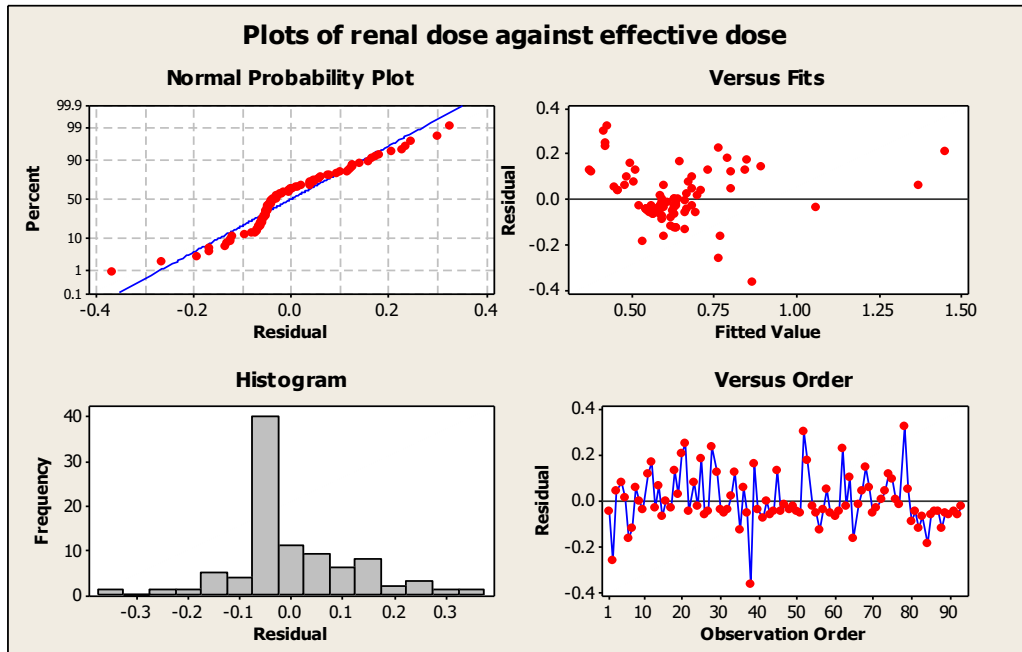 Plots of renal dose against effective dose
Normal Probability Plot
99.9
99
90
50
10
1
0.1
Percent
-0.4 -0.2 0.0 0.2 0.4
Residual
Versus Fits
0.4
0.2
0.0
-0.2
-0.4
Residual
0.50 0.75 1.00 1.25 1.50
Fitted Value
Histogram
40
30
20
10
0
Frequency
-0.3 -0.2 -0.1 0.0 0.1 0.2 0.3
Residual
Versus Order
0.4
0.2
0.0
-0.2
-0.4
Residual
1 10 20 30 40 50 60 70 80 90
Observation Order